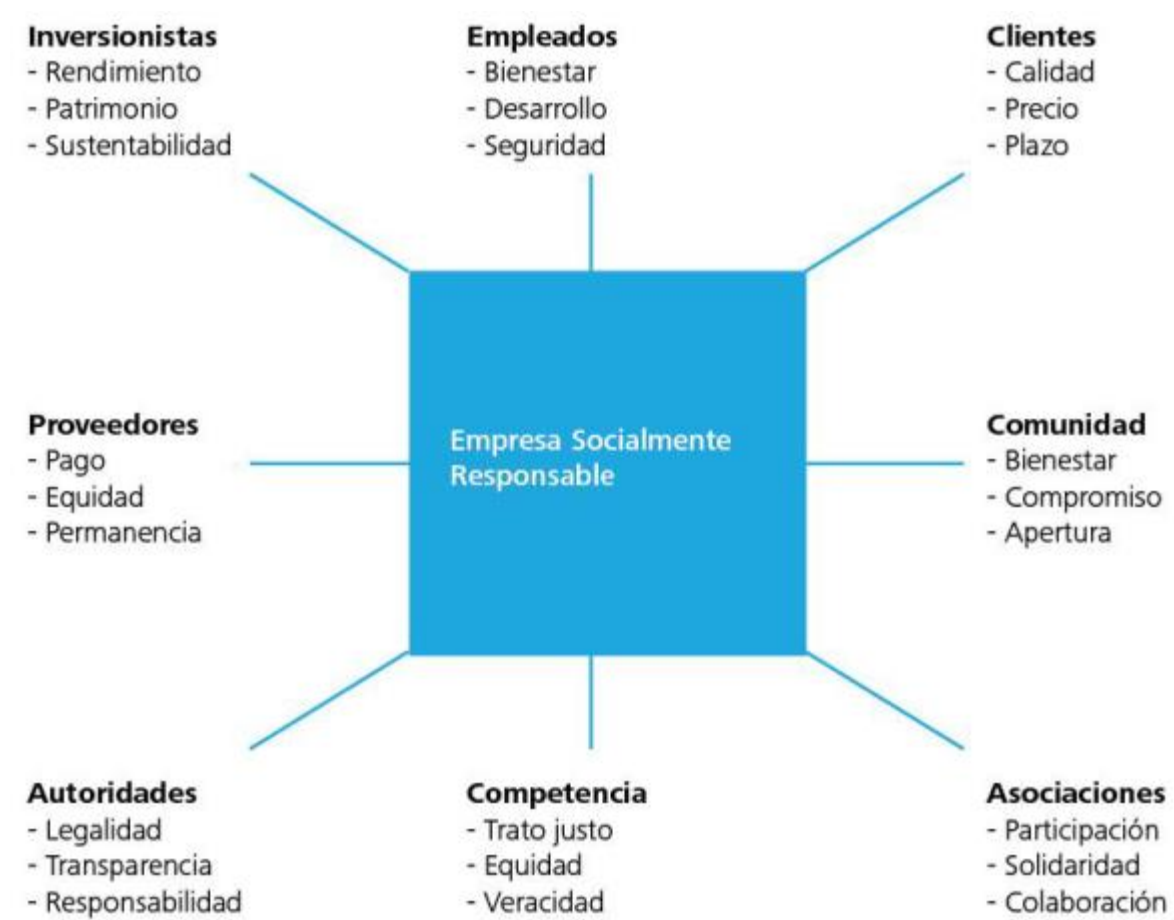 Inversionistas
- Rendimiento
- Patrimonio
- Sustentabilidad
Empleados
- Bienestar
- Desarrollo
- Seguridad
Clientes
- Calidad
- Precio
- Plazo
Proveedores
- Pago
- Equidad
- Permanencia
Empresa Socialmente
Responsable
Comunidad
- Bienestar
- Compromiso
- Apertura
Autoridades
- Legalidad
- Transparencia
- Responsabilidad
Competencia
- Trato justo
- Equidad
- Veracidad
Asociaciones
- Participación
- Solidaridad
- Colaboración